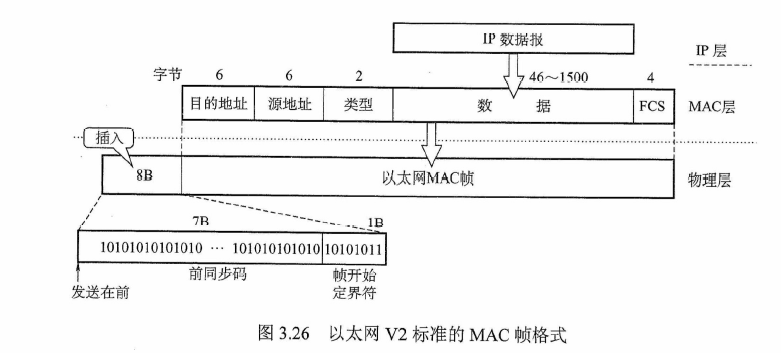 IP 数据报
IP 层
字节 6 6 2 46~1500 4
目的地址 源地址 类型 数 据 FCS MAC层
插入
8B 以太网MAC帧 物理层
7B 1B
10101010101010 … 101010101010 10101011
前同步码 帧开始
定界符
发送在前
图 3.26 以太网 V2 标准的 MAC 帧格式